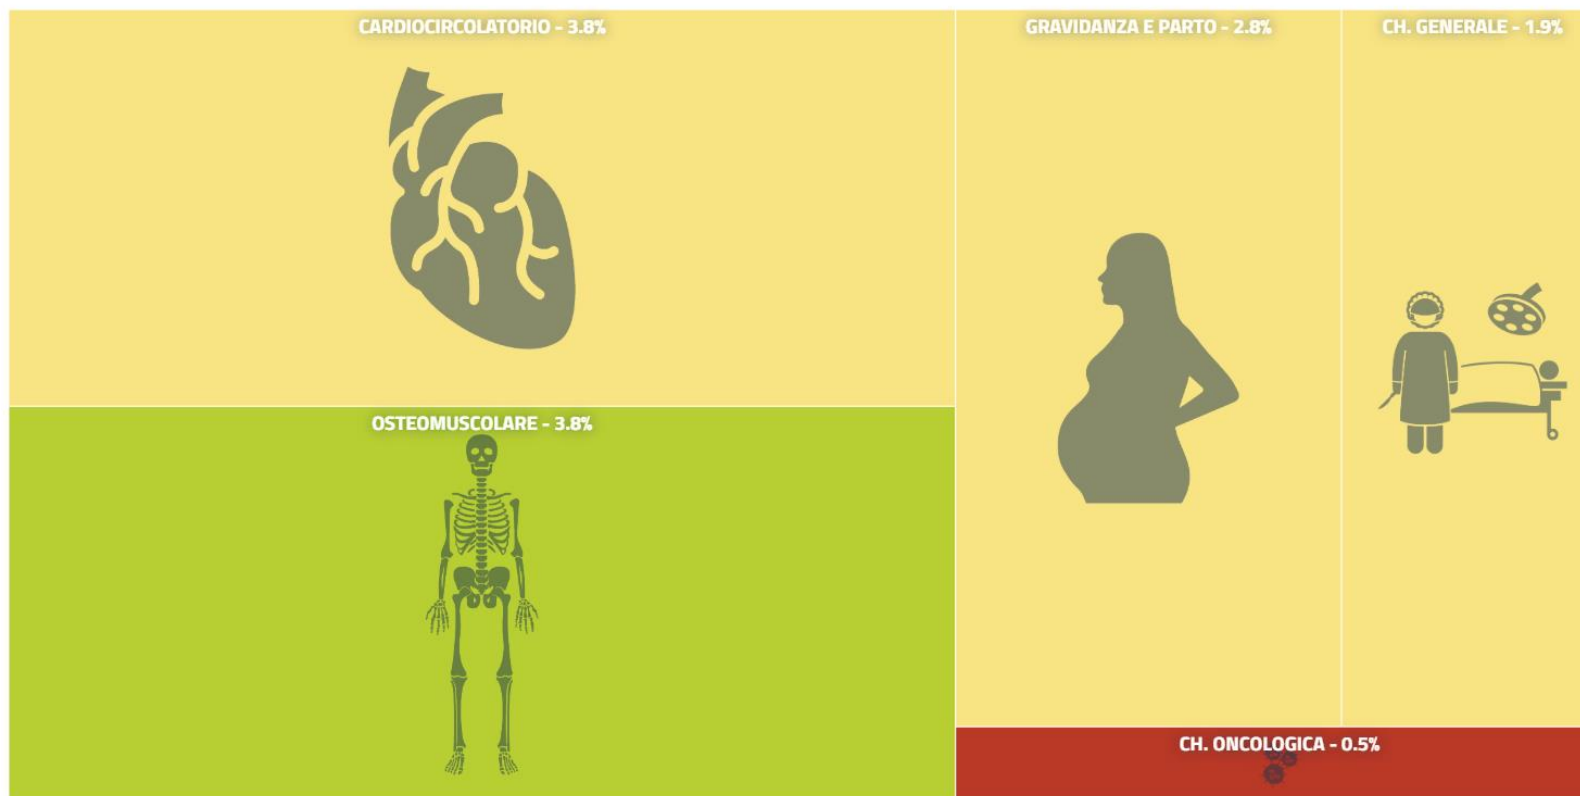 CARDIOCIRCOLATORIO - 3.8%
GRAVIDANZA E PARTO - 2.8%
CH. GENERALE - 1.9%
OSTEOMUSCOLARE - 3.8%
CH. ONCOLOGICA - 0.5%